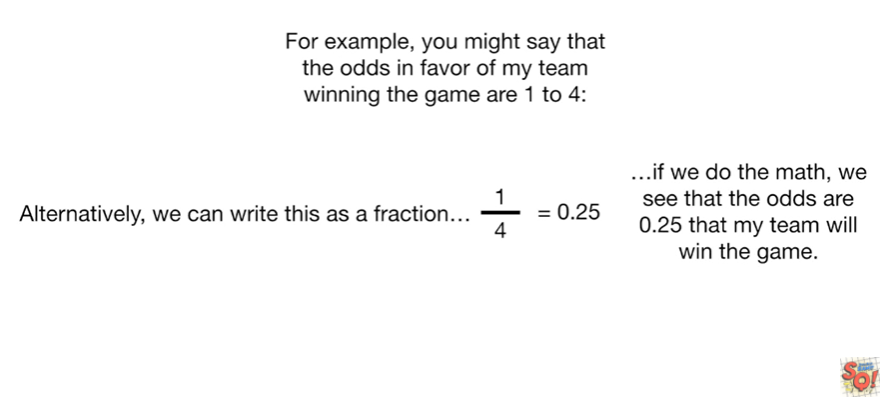 For example, you might say that
the odds in favor of my team
winning the game are 1 to 4:
Alternatively, we can write this as a fraction…
1
4
= 0.25
…if we do the math, we
see that the odds are
0.25 that my team will
win the game.
SQ!